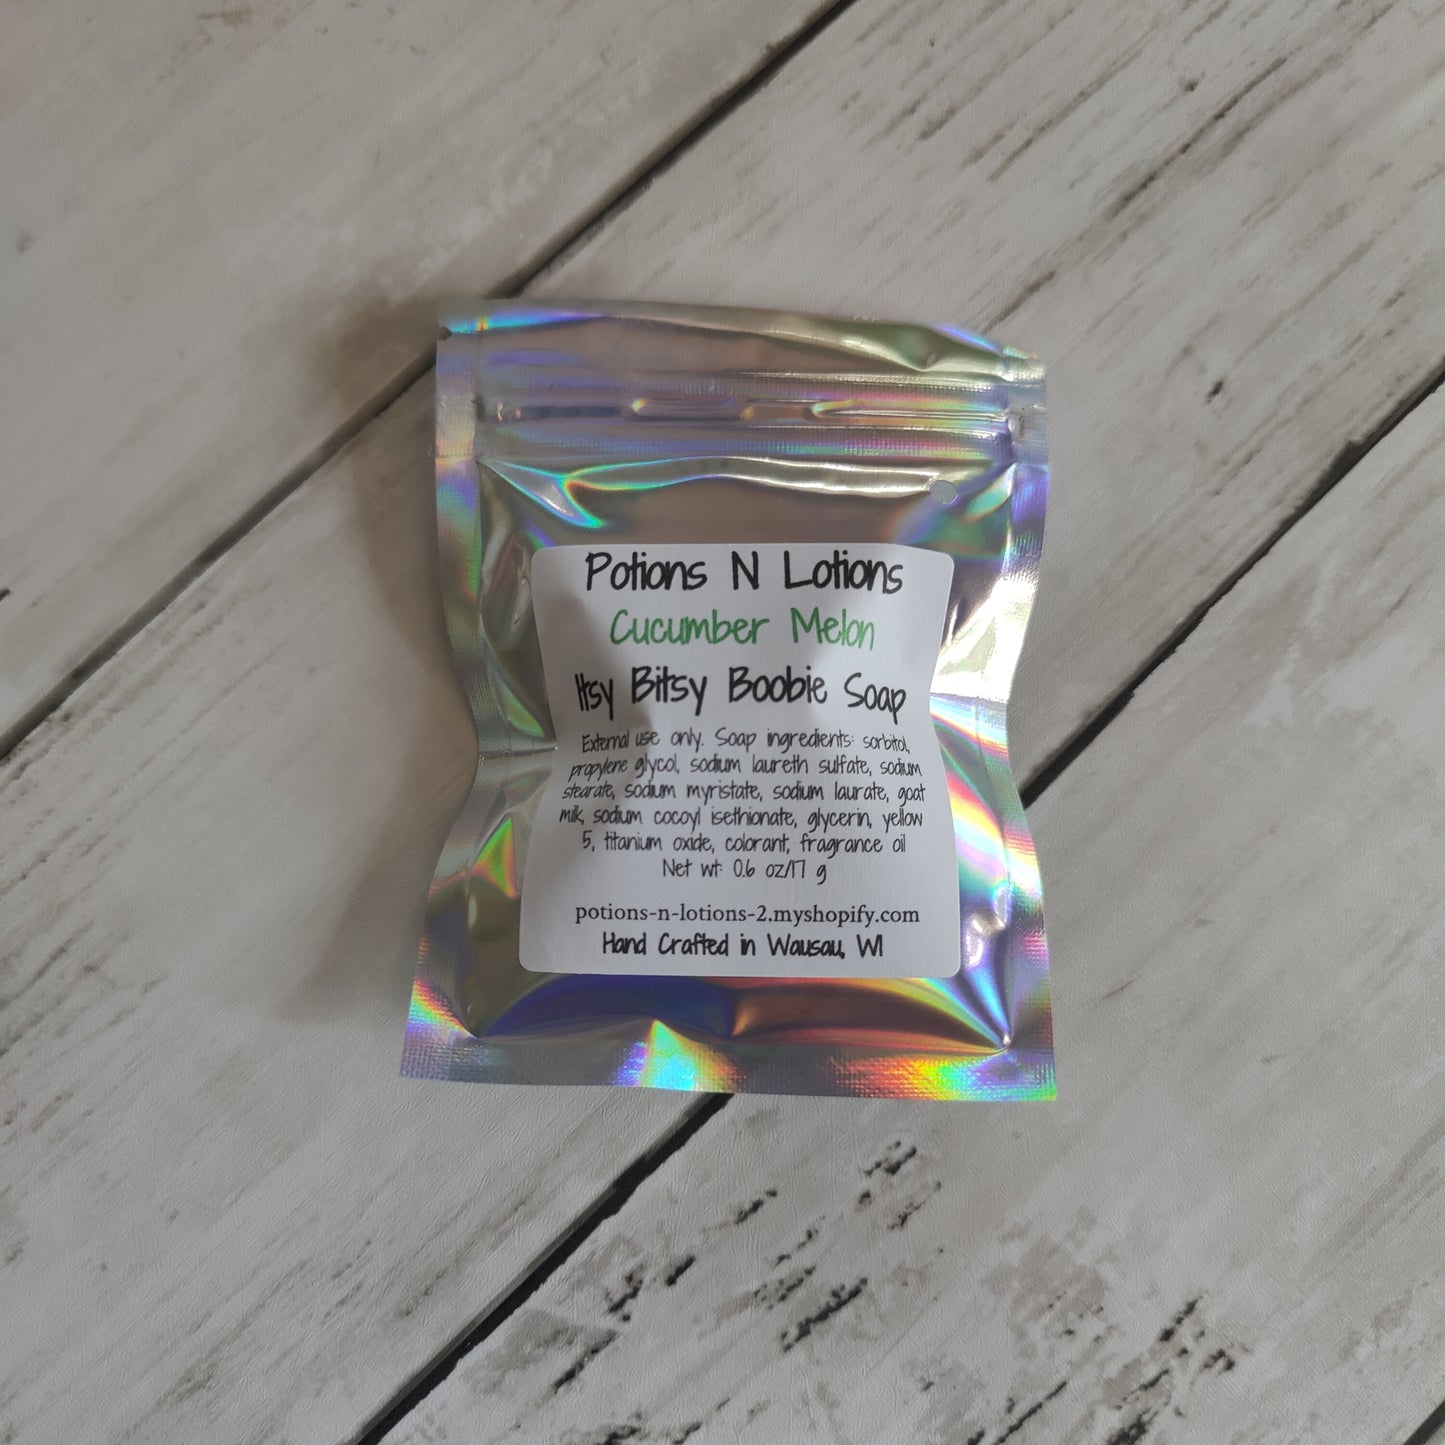 Potions N Lotions
Cucumber Melon
Itsy Bitsy Boobie Soap
External use only. Soap ingredients: sorbitol,
propylene glycol, sodium laureth sulfate, sodium
stearate, sodium myristate, sodium laurate, goat
milk, sodium cocoyl isethionate, glycerin, yellow
5, titanium oxide, colorant, fragrance oil
Net wt: 0.6 oz/17 g
potions-n-lotions-2.myshopify.com
Hand Crafted in Wausau, WI